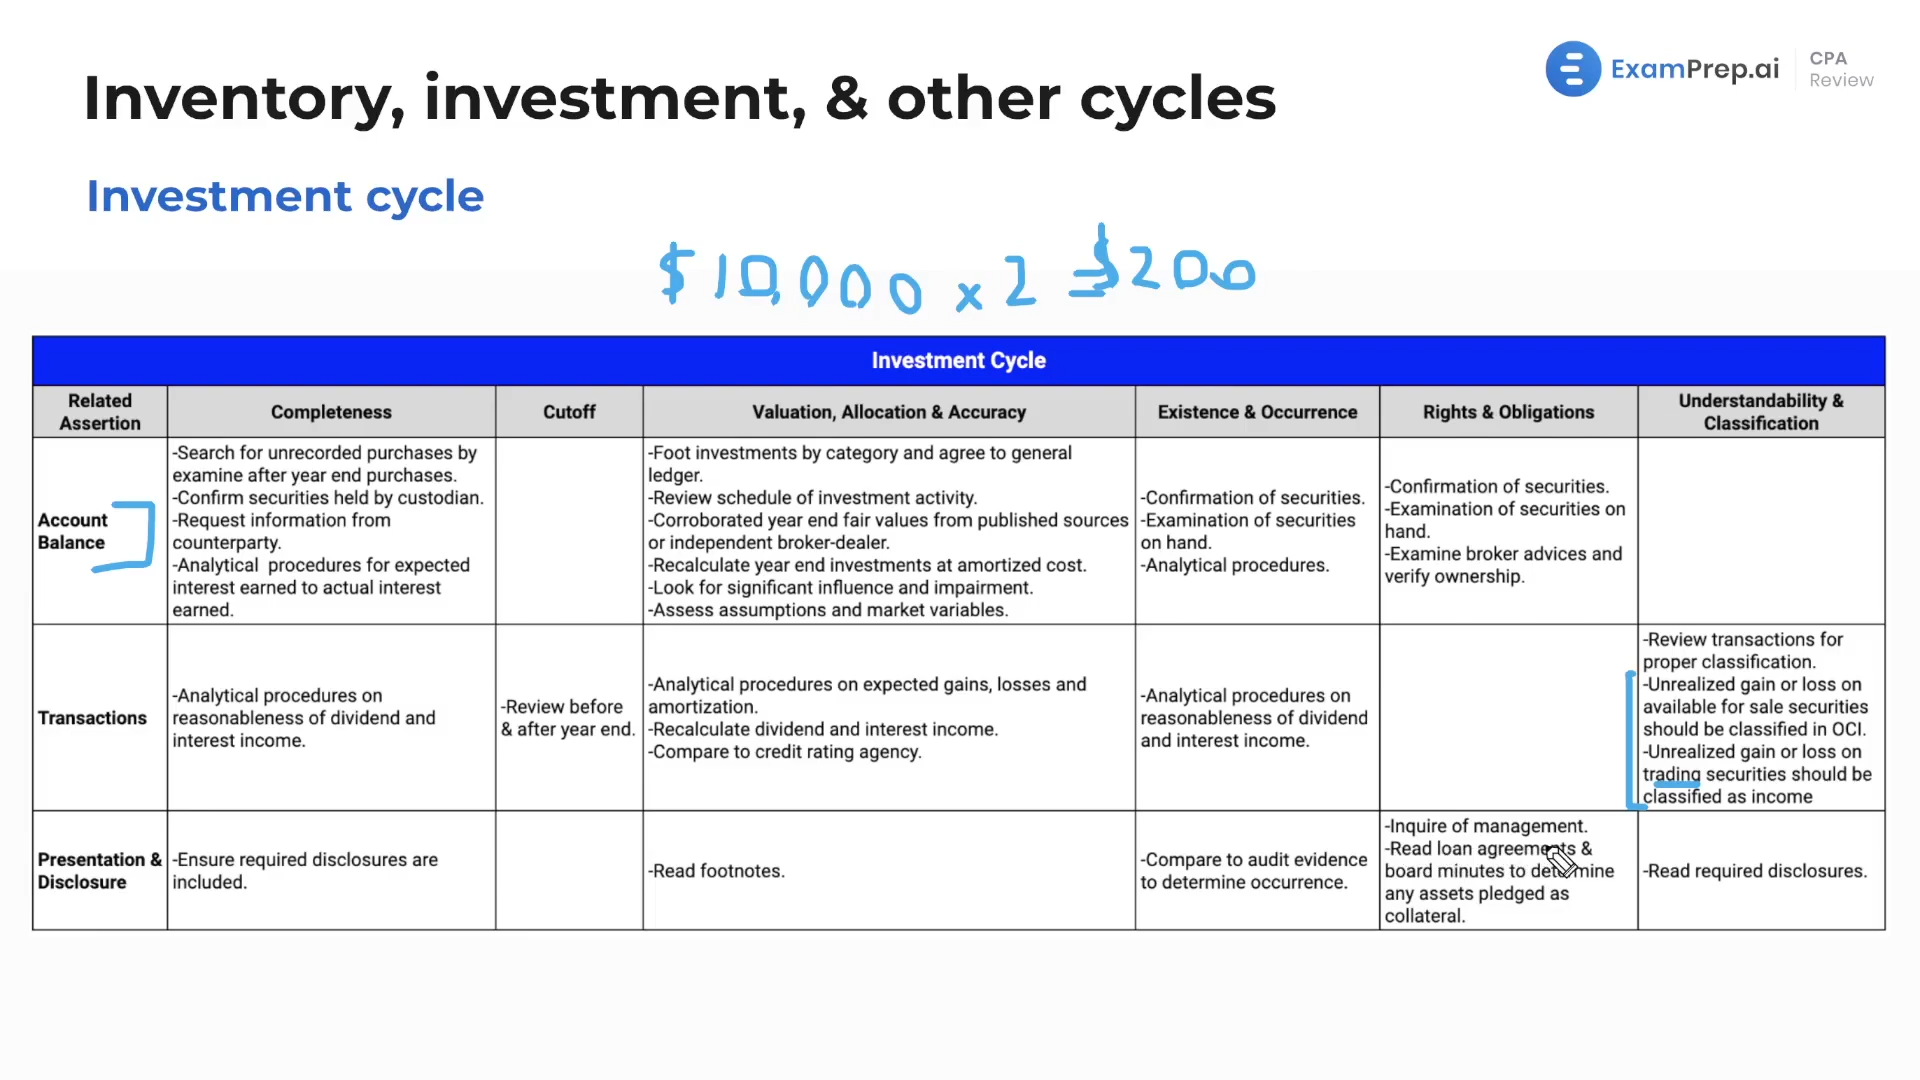 Inventory, investment, & other cycles
ExamPrep.ai
CPA
Review
Investment cycle
$10,000 x 2 = $200
Investment Cycle
Related
Assertion
Completeness
Cutoff
Valuation, Allocation & Accuracy
Existence & Occurrence
Rights & Obligations
Understandability &
Classification
Account
Balance
-Search for unrecorded purchases by
examine after year end purchases.
-Confirm securities held by custodian.
-Request information from
counterparty.
-Analytical procedures for expected
interest earned to actual interest
earned.
-Foot investments by category and agree to general
ledger.
-Review schedule of investment activity.
-Corroborated year end fair values from published sources
or independent broker-dealer.
-Recalculate year end investments at amortized cost.
-Look for significant influence and impairment.
-Assess assumptions and market variables.
-Confirmation of securities.
-Examination of securities
on hand.
-Analytical procedures.
-Confirmation of securities.
-Examination of securities on
hand.
-Examine broker advices and
verify ownership.
Transactions
-Analytical procedures on
reasonableness of dividend and
interest income.
-Review before
& after year end.
-Analytical procedures on expected gains, losses and
amortization.
-Recalculate dividend and interest income.
-Compare to credit rating agency.
-Analytical procedures on
reasonableness of dividend
and interest income.
-Review transactions for
proper classification.
-Unrealized gain or loss on
available for sale securities
should be classified in OCI.
-Unrealized gain or loss on
trading securities should be
classified as income
Presentation &
Disclosure
-Ensure required disclosures are
included.
-Read footnotes.
-Compare to audit evidence
to determine occurrence.
-Inquire of management.
-Read loan agreements &
board minutes to determine
any assets pledged as
collateral.
-Read required disclosures.